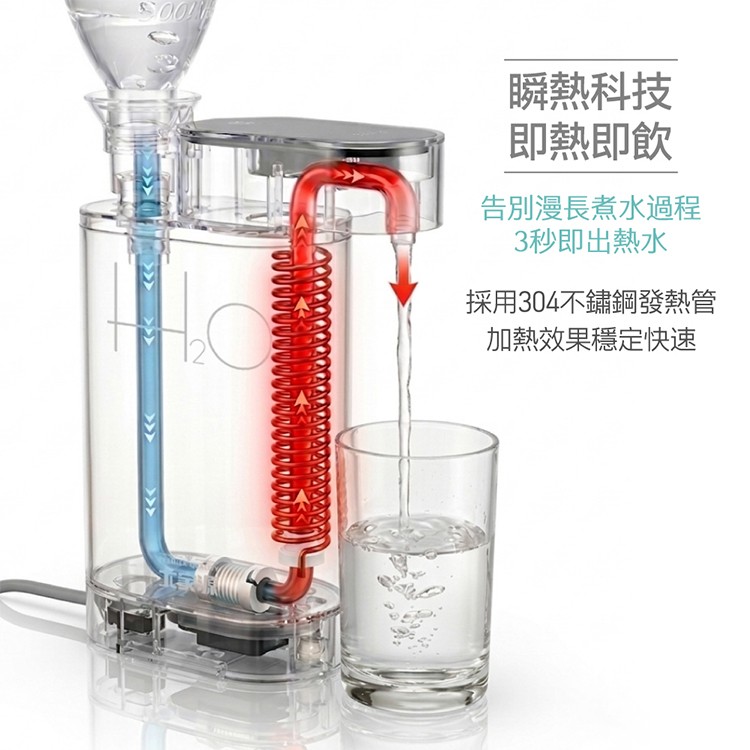 500ml
瞬熱科技
即熱即飲
告別漫長煮水過程
3秒即出熱水
採用304不鏽鋼發熱管
加熱效果穩定快速
H2O